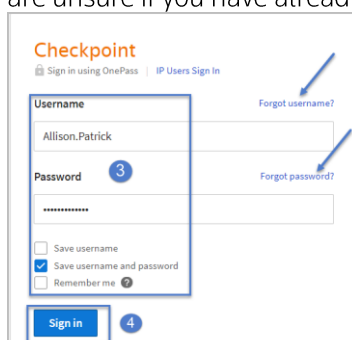 are unsure if you have alread
Checkpoint
Sign in using OnePass | IP Users Sign In
Username Forgot username?
Allison.Patrick
Password 3 Forgot password?
•••••••••••••
Save username
Save username and password
Remember me ?
Sign in 4